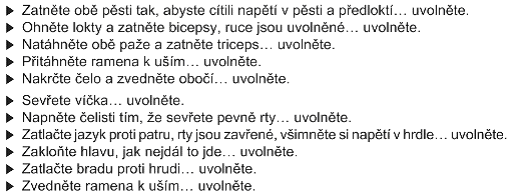 ▶ Zatněte obě pěsti tak, abyste cítili napětí v pěsti a předloktí… uvolněte.
▶ Ohněte lokty a zatněte bicepsy, ruce jsou uvolněné… uvolněte.
▶ Natáhněte obě paže a zatněte triceps… uvolněte.
▶ Přitáhněte ramena k uším… uvolněte.
▶ Nakrčte čelo a zvedněte obočí… uvolněte.
▶ Sevřete víčka… uvolněte.
▶ Napněte čelisti tím, že sevřete pevně rty… uvolněte.
▶ Zatlačte jazyk proti patru, rty jsou zavřené, všimněte si napětí v hrdle… uvolněte.
▶ Zakloňte hlavu, jak nejdál to jde… uvolněte.
▶ Zatlačte bradu proti hrudi… uvolněte.
▶ Zvedněte ramena k uším… uvolněte.